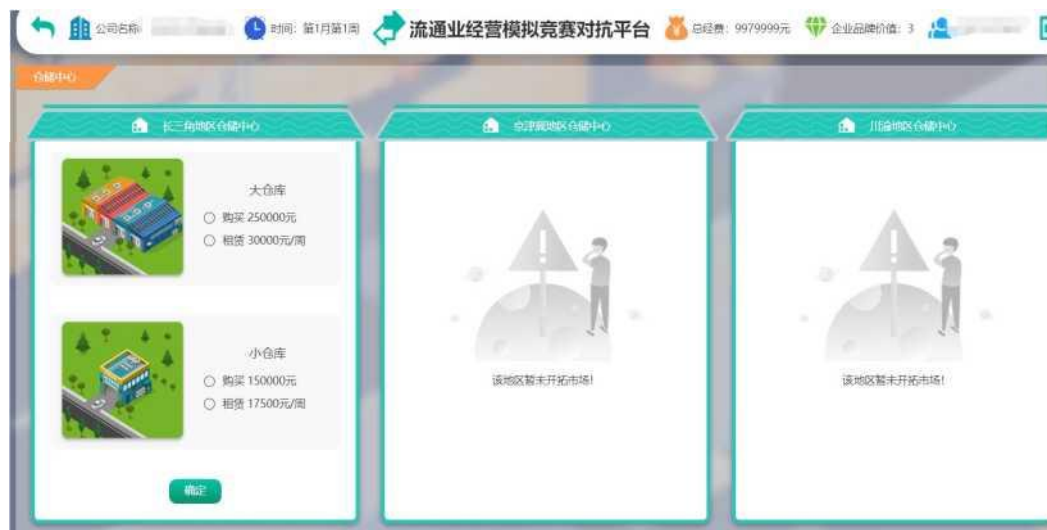 公司名称:
时间: 第1月第1周
流通业经营模拟竞赛对抗平台
总经费: 9979999元
企业品牌价值: 3
仓储中心
长三角地区仓储中心
京津冀地区仓储中心
川渝地区仓储中心
大仓库
购买 250000元
租赁 30000元/周
小仓库
购买 150000元
租赁 17500元/周
确定
该地区暂未开拓市场!
该地区暂未开拓市场!